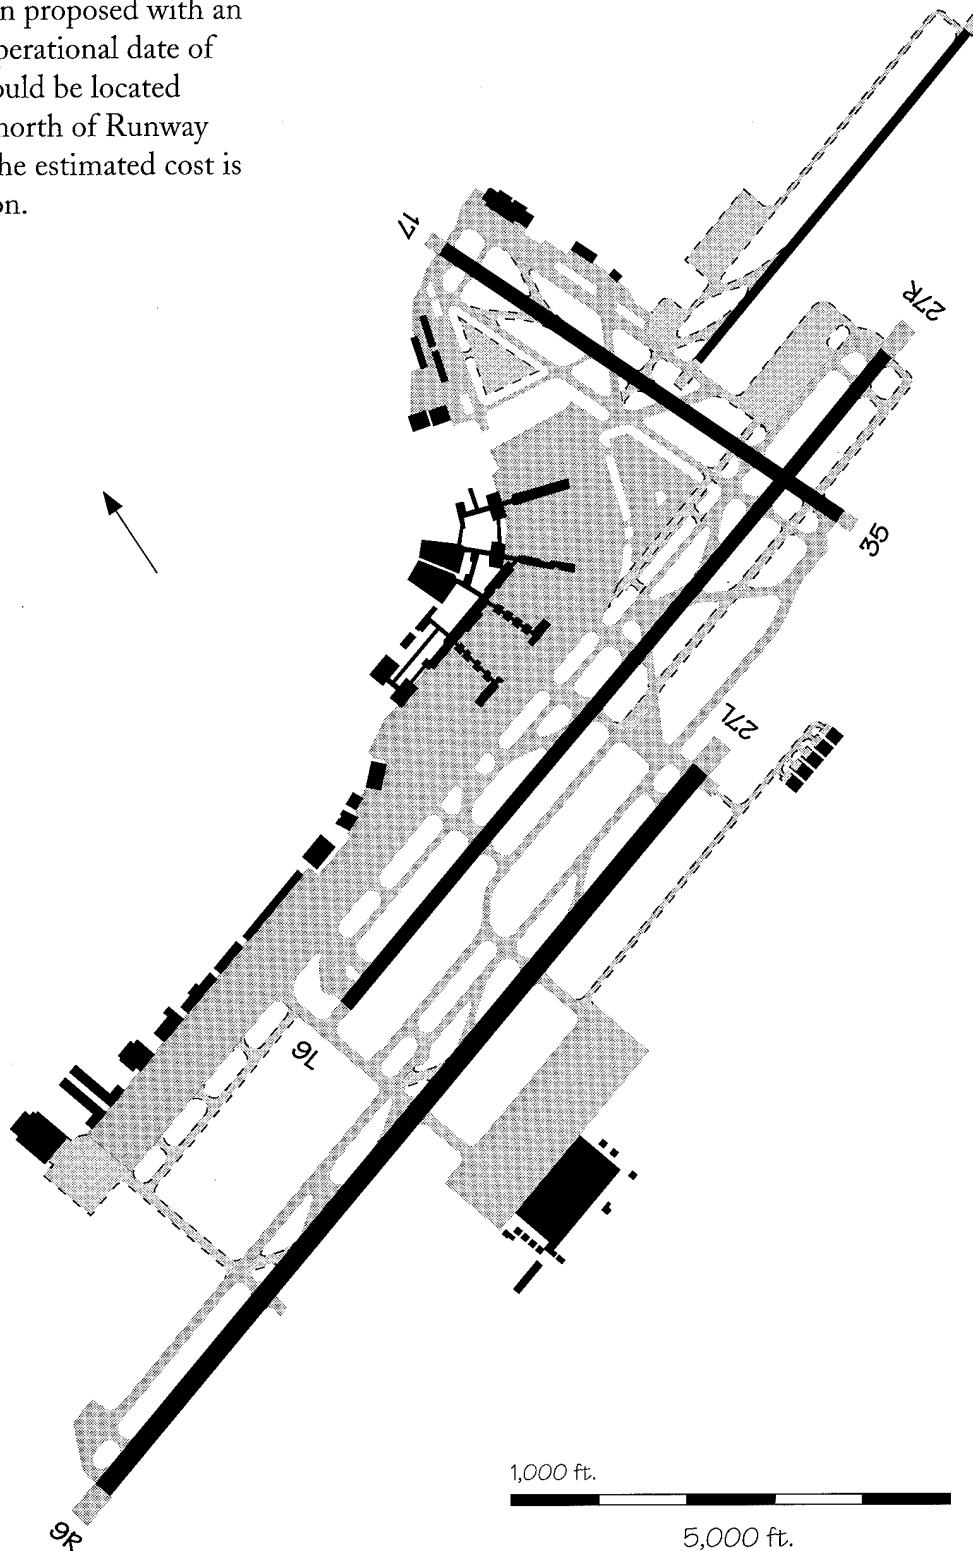 n proposed with an
perational date of
ould be located
north of Runway
he estimated cost is
on.
17
27R
35
27L
9L
9R
1,000 ft.
5,000 ft.